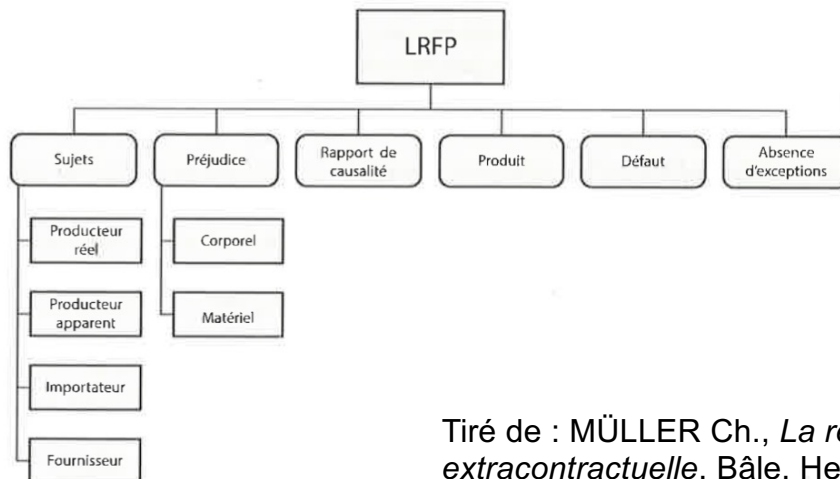 LRFP
Sujets
Préjudice
Rapport de
causalité
Produit
Défaut
Absence
d'exceptions
Producteur
réel
Producteur
apparent
Importateur
Fournisseur
Corporel
Matériel
Tiré de : MÜLLER Ch., La
extracontractuelle, Bâle,